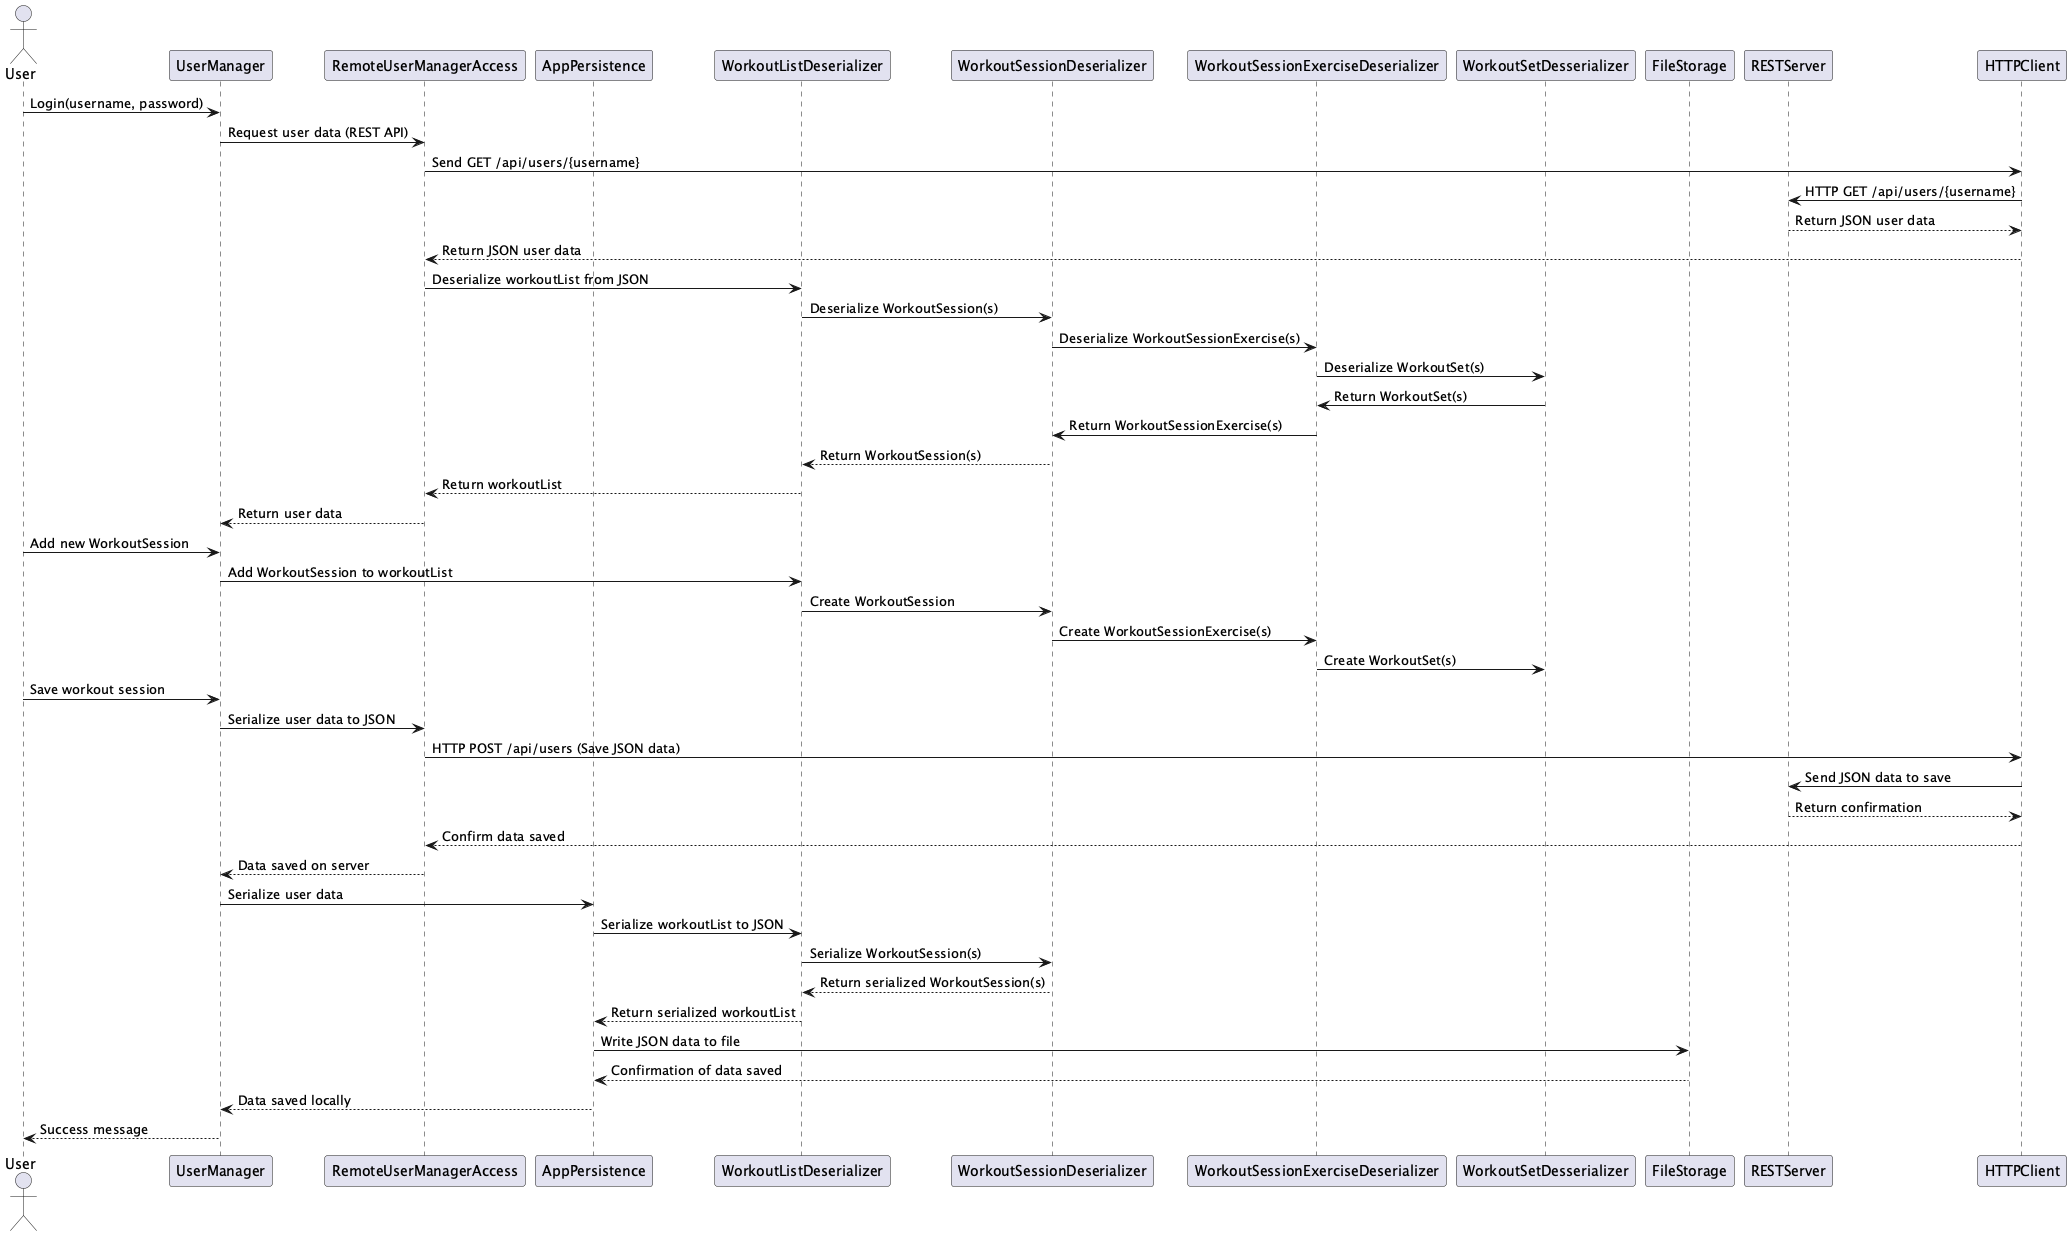 User
UserManager
RemoteUserManagerAccess
AppPersistence
WorkoutListDeserializer
WorkoutSessionDeserializer
WorkoutSessionExerciseDeserializer
WorkoutSetDesserializer
FileStorage
RESTServer
HTTPClient
Login(username, password)
Request user data (REST API)
Send GET /api/users/{username}
HTTP GET /api/users/{username}
Return JSON user data
Return JSON user data
Deserialize workoutList from JSON
Deserialize WorkoutSession(s)
Deserialize WorkoutSessionExercise(s)
Deserialize WorkoutSet(s)
Return WorkoutSet(s)
Return WorkoutSessionExercise(s)
Return WorkoutSession(s)
Return workoutList
Return user data
Add new WorkoutSession
Add WorkoutSession to workoutList
Create WorkoutSession
Create WorkoutSessionExercise(s)
Create WorkoutSet(s)
Save workout session
Serialize user data to JSON
HTTP POST /api/users (Save JSON data)
Send JSON data to save
Return confirmation
Confirm data saved
Data saved on server
Serialize user data
Serialize workoutList to JSON
Serialize WorkoutSession(s)
Return serialized WorkoutSession(s)
Return serialized workoutList
Write JSON data to file
Confirmation of data saved
Data saved locally
Success message
User
UserManager
RemoteUserManagerAccess
AppPersistence
WorkoutListDeserializer
WorkoutSessionDeserializer
WorkoutSessionExerciseDeserializer
WorkoutSetDesserializer
FileStorage
RESTServer
HTTPClient